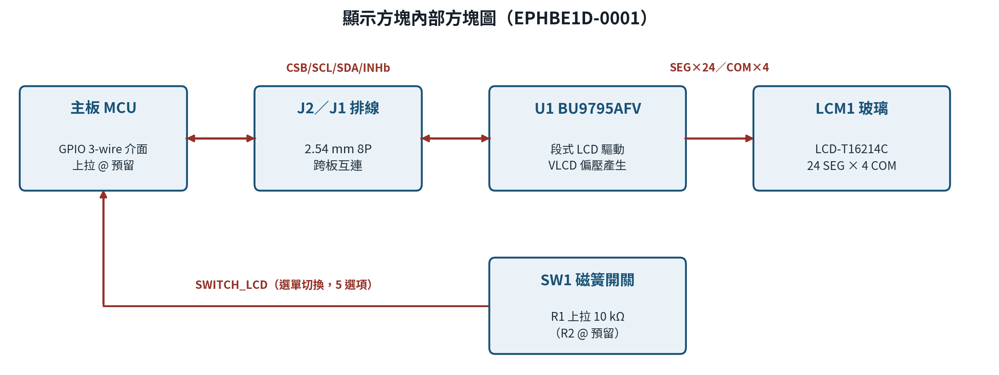 顯示方塊內部方塊圖（EPHBE1D-0001）
CSB/SCL/SDA/INHb
SEG×24／COM×4
主板 MCU
GPIO 3-wire 介面
上拉 @ 預留
J2／J1 排線
2.54 mm 8P
跨板互連
U1 BU9795AFV
段式 LCD 驅動
VLCD 偏壓產生
LCM1 玻璃
LCD-T16214C
24 SEG × 4 COM
SWITCH_LCD（選單切換，5 選項）
SW1 磁簧開關
R1 上拉 10 kΩ
（R2 @ 預留）